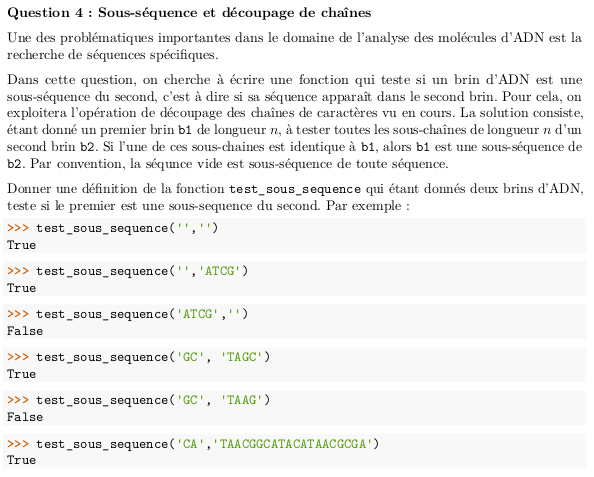 Question 4 : Sous-séquence et découpage de chaînes
Une des problématiques importantes dans le domaine de l'analyse des molécules d'ADN est la
recherche de séquences spécifiques.
Dans cette question, on cherche à écrire une fonction qui teste si un brin d'ADN est une
sous-séquence du second, c'est à dire si sa séquence apparaît dans le second brin. Pour cela, on
exploitera l'opération de découpage des chaînes de caractères vu en cours. La solution consiste,
étant donné un premier brin b1 de longueur n, à tester toutes les sous-chaînes de longueur n d'un
second brin b2. Si l'une de ces sous-chaines est identique à b1, alors b1 est une sous-séquence de
b2. Par convention, la séqunce vide est sous-séquence de toute séquence.
Donner une définition de la fonction test_sous_sequence qui étant donnés deux brins d'ADN,
teste si le premier est une sous-sequence du second. Par exemple :
>>> test_sous_sequence('','')
True
>>> test_sous_sequence('','ATCG')
True
>>> test_sous_sequence('ATCG','')
False
>>> test_sous_sequence('GC', 'TAGC')
True
>>> test_sous_sequence('GC', 'TAAG')
False
>>> test_sous_sequence('CA','TAACGGCATACATAACGCGA')
True